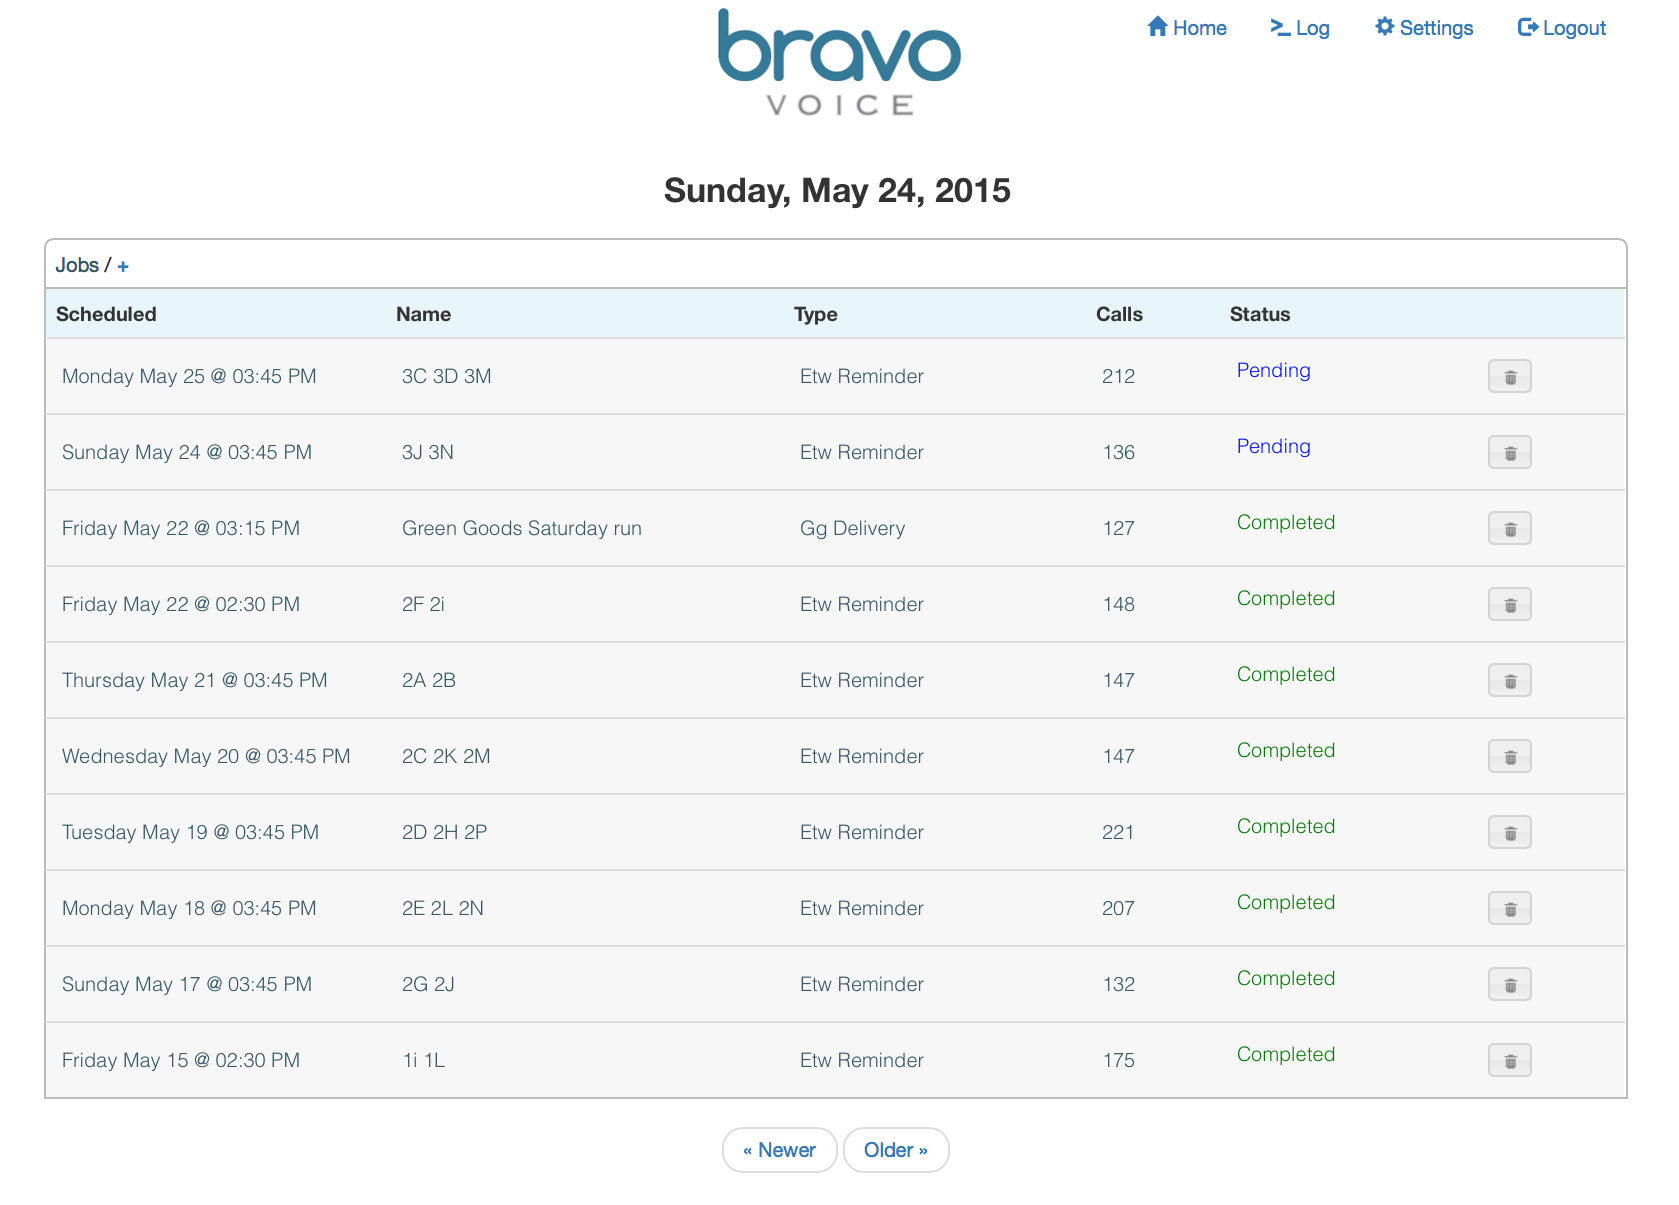 bravo
VOICE
Home Log Settings Logout
Sunday, May 24, 2015
Jobs / +
Scheduled Name Type Calls Status
Monday May 25 @ 03:45 PM 3C 3D 3M Etw Reminder 212 Pending
Sunday May 24 @ 03:45 PM 3J 3N Etw Reminder 136 Pending
Friday May 22 @ 03:15 PM Green Goods Saturday run Gg Delivery 127 Completed
Friday May 22 @ 02:30 PM 2F 2i Etw Reminder 148 Completed
Thursday May 21 @ 03:45 PM 2A 2B Etw Reminder 147 Completed
Wednesday May 20 @ 03:45 PM 2C 2K 2M Etw Reminder 147 Completed
Tuesday May 19 @ 03:45 PM 2D 2H 2P Etw Reminder 221 Completed
Monday May 18 @ 03:45 PM 2E 2L 2N Etw Reminder 207 Completed
Sunday May 17 @ 03:45 PM 2G 2J Etw Reminder 132 Completed
Friday May 15 @ 02:30 PM 1i 1L Etw Reminder 175 Completed
« Newer Older »